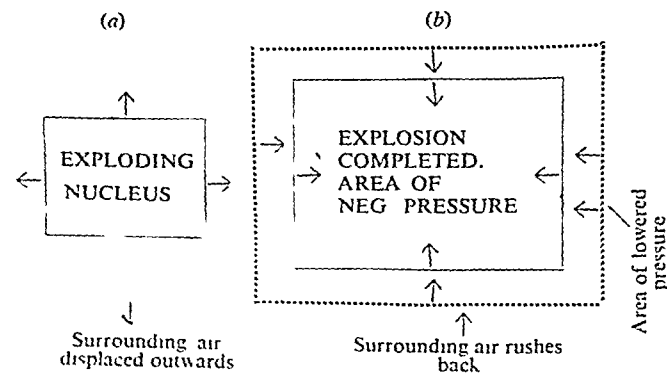 (a)
(b)
EXPLODING
NUCLEUS
EXPLOSION
COMPLETED.
AREA OF
NEG PRESSURE
Surrounding air
displaced outwards
Surrounding air rushes
back
Area of lowered
pressure